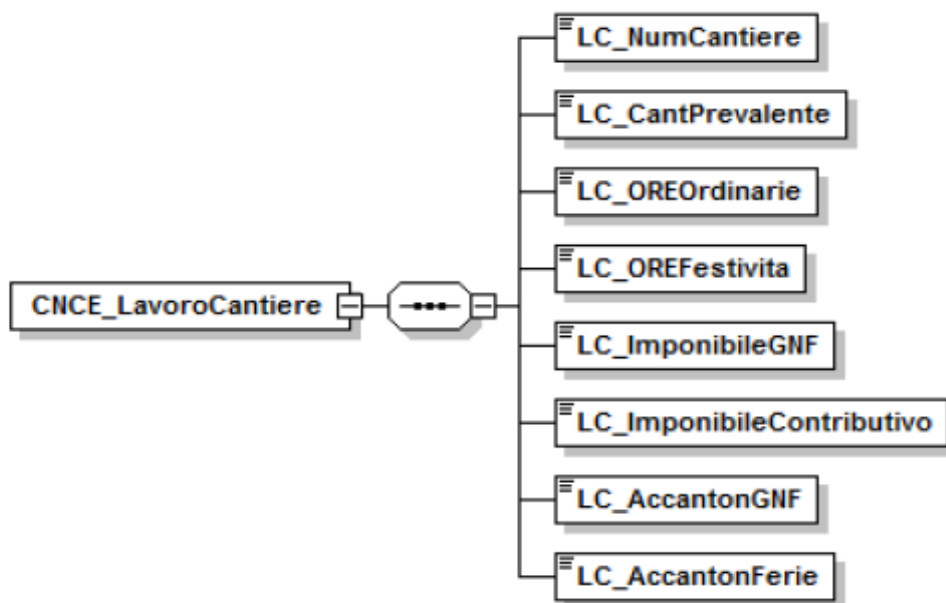 LC_NumCantiere
LC_CantPrevalente
LC_OREOrdinarie
LC_OREFestivita
CNCE_LavoroCantiere
LC_ImponibileGNF
LC_ImponibileContributivo
LC_AccantonGNF
LC_AccantonFerie